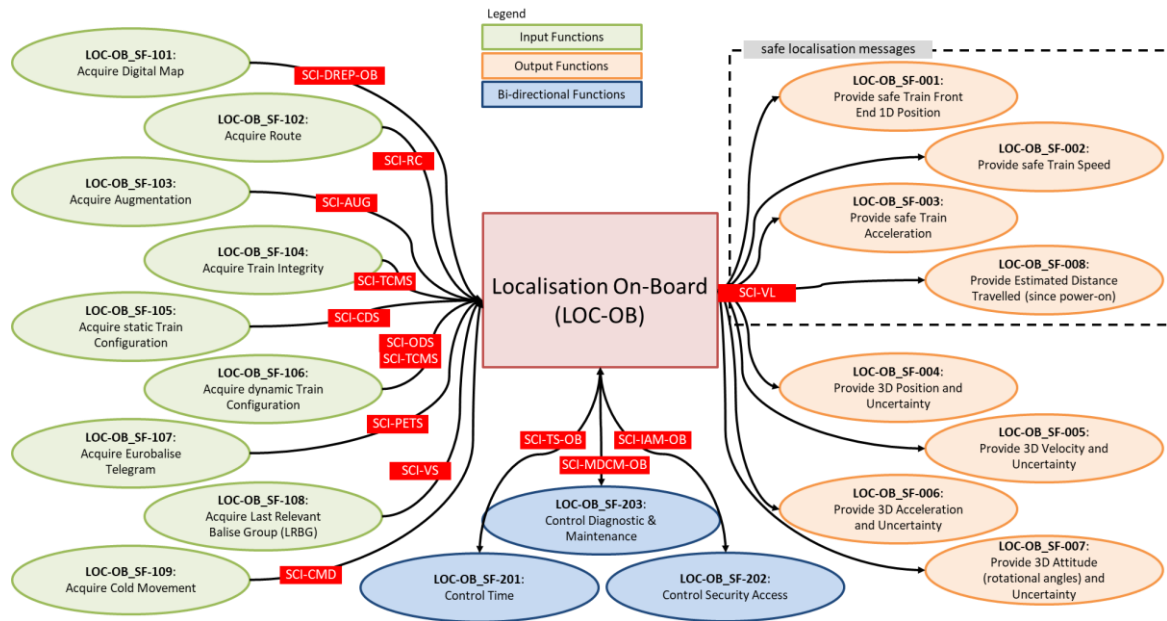 Legend
Input Functions
Output Functions
Bi-directional Functions
LOC-OB_SF-101:
Acquire Digital Map
SCI-DREP-OB
LOC-OB_SF-102:
Acquire Route
SCI-RC
LOC-OB_SF-103:
Acquire Augmentation
SCI-AUG
LOC-OB_SF-104:
Acquire Train Integrity
SCI-TCMS
LOC-OB_SF-105:
Acquire static Train
Configuration
SCI-CDS
LOC-OB_SF-106:
Acquire dynamic Train
Configuration
SCI-ODS
SCI-TCMS
LOC-OB_SF-107:
Acquire Eurobalise
Telegram
SCI-PETS
LOC-OB_SF-108:
Acquire Last Relevant
Balise Group (LRBG)
SCI-VS
LOC-OB_SF-109:
Acquire Cold Movement
SCI-CMD
Localisation On-Board
(LOC-OB)
SCI-TS-OB
SCI-IAM-OB
SCI-MDCM-OB
LOC-OB_SF-203:
Control Diagnostic &
Maintenance
LOC-OB_SF-201:
Control Time
LOC-OB_SF-202:
Control Security Access
SCI-VL
safe localisation messages
LOC-OB_SF-001:
Provide safe Train Front
End 1D Position
LOC-OB_SF-002:
Provide safe Train Speed
LOC-OB_SF-003:
Provide safe Train
Acceleration
LOC-OB_SF-008:
Provide Estimated Distance
Travelled (since power-on)
LOC-OB_SF-004:
Provide 3D Position and
Uncertainty
LOC-OB_SF-005:
Provide 3D Velocity and
Uncertainty
LOC-OB_SF-006:
Provide 3D Acceleration
and Uncertainty
LOC-OB_SF-007:
Provide 3D Attitude
(rotational angles) and
Uncertainty